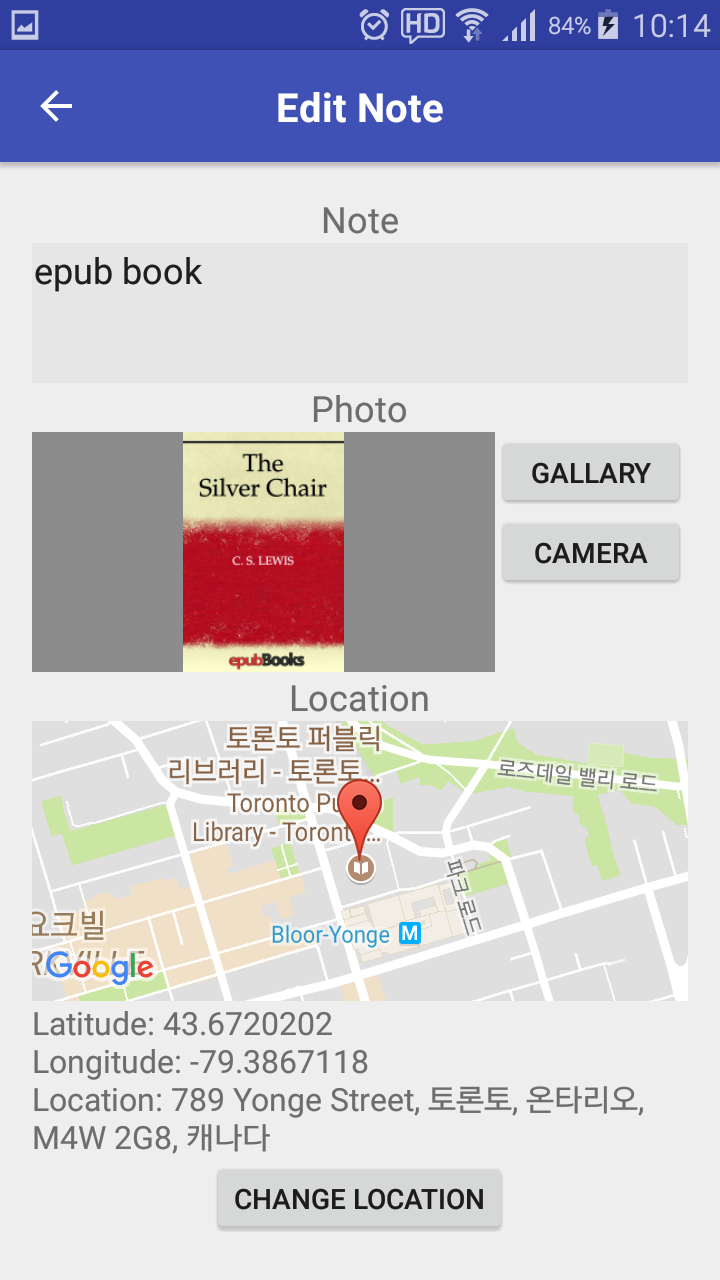 HD 84% 10:14
Edit Note
Note
epub book
Photo
The
Silver Chair
C. S. LEWIS
epubBooks
GALLARY
CAMERA
Location
토론토 퍼블릭
리브러리 - 토론토...
Toronto Pu
Library - Toront...
로즈데일 밸리 로드
파크 로드
요크빌
Bloor-Yonge M
Google
Latitude: 43.6720202
Longitude: -79.3867118
Location: 789 Yonge Street, 토론토, 온타리오,
M4W 2G8, 캐나다
CHANGE LOCATION